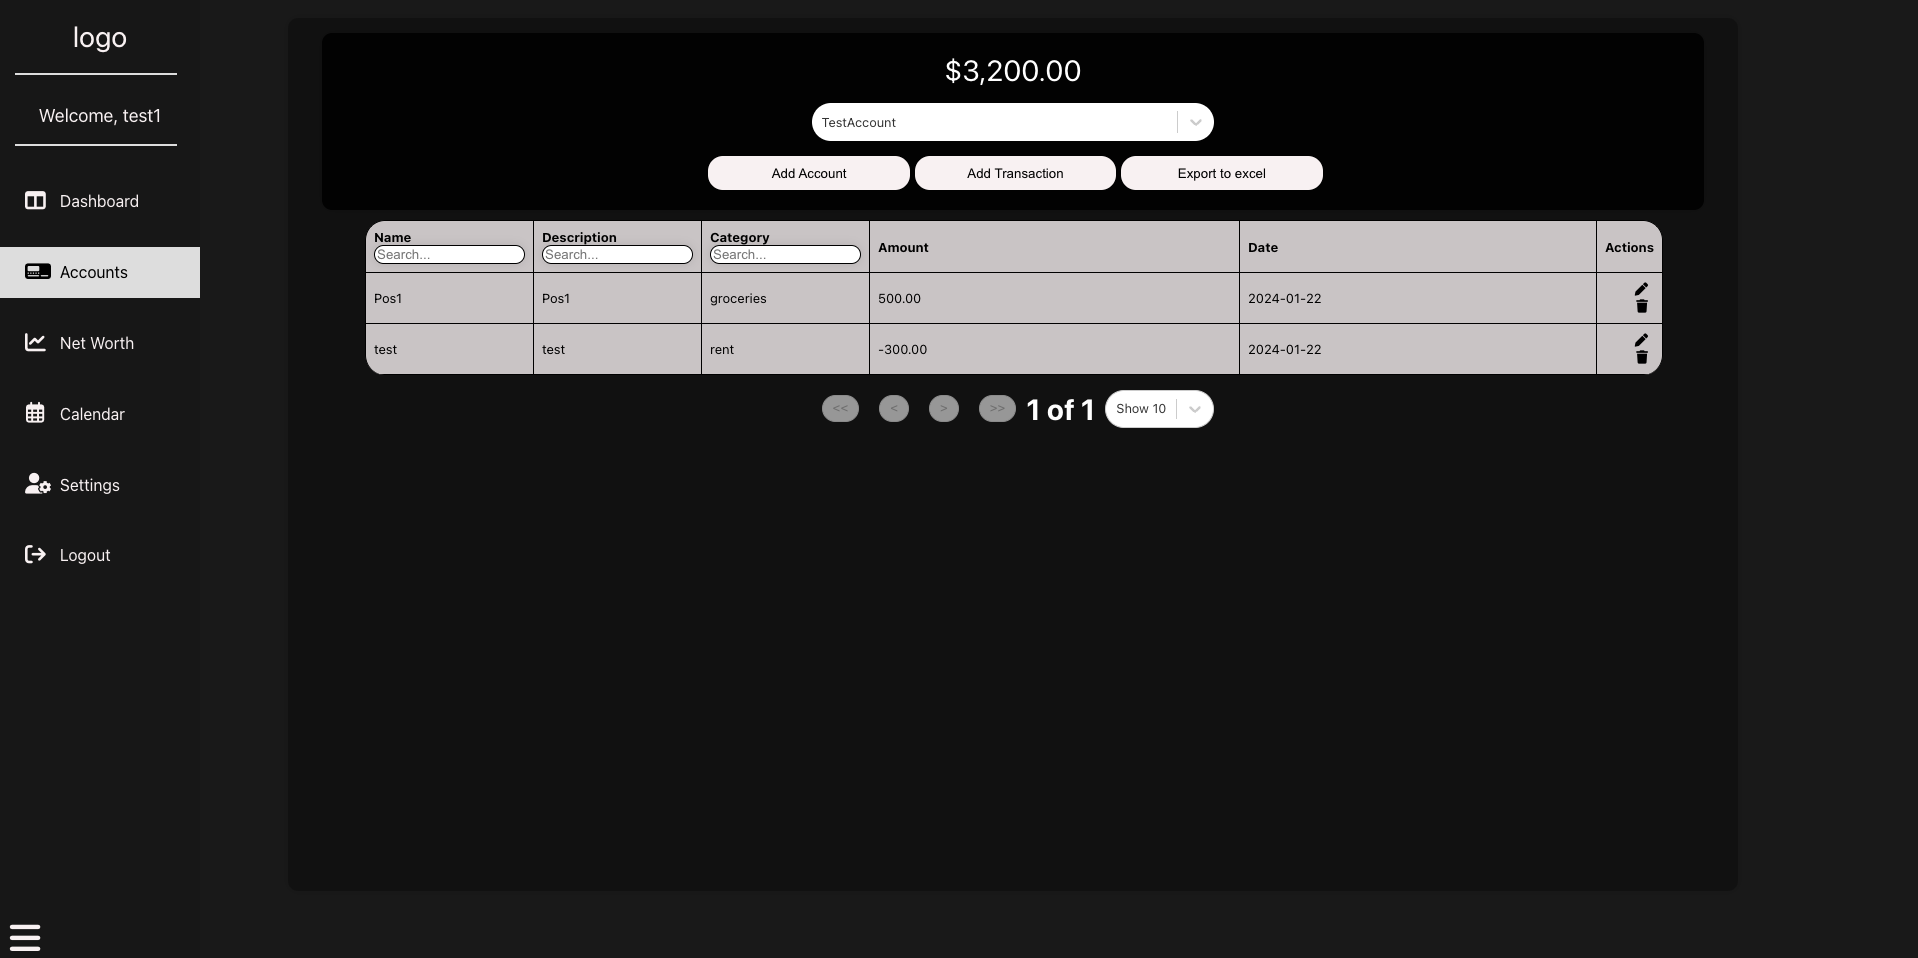 logo
Welcome, test1
Dashboard
Accounts
Net Worth
Calendar
Settings
Logout
$3,200.00
TestAccount
Add Account Add Transaction Export to excel
Name Description Category Amount Date Actions
Search... Search... Search...
Pos1 Pos1 groceries 500.00 2024-01-22
test test rent -300.00 2024-01-22
<< < > >> 1 of 1 Show 10